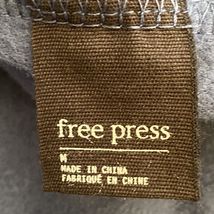 free press
M
MADE IN CHINA
FABRIQUÉ EN CHINE